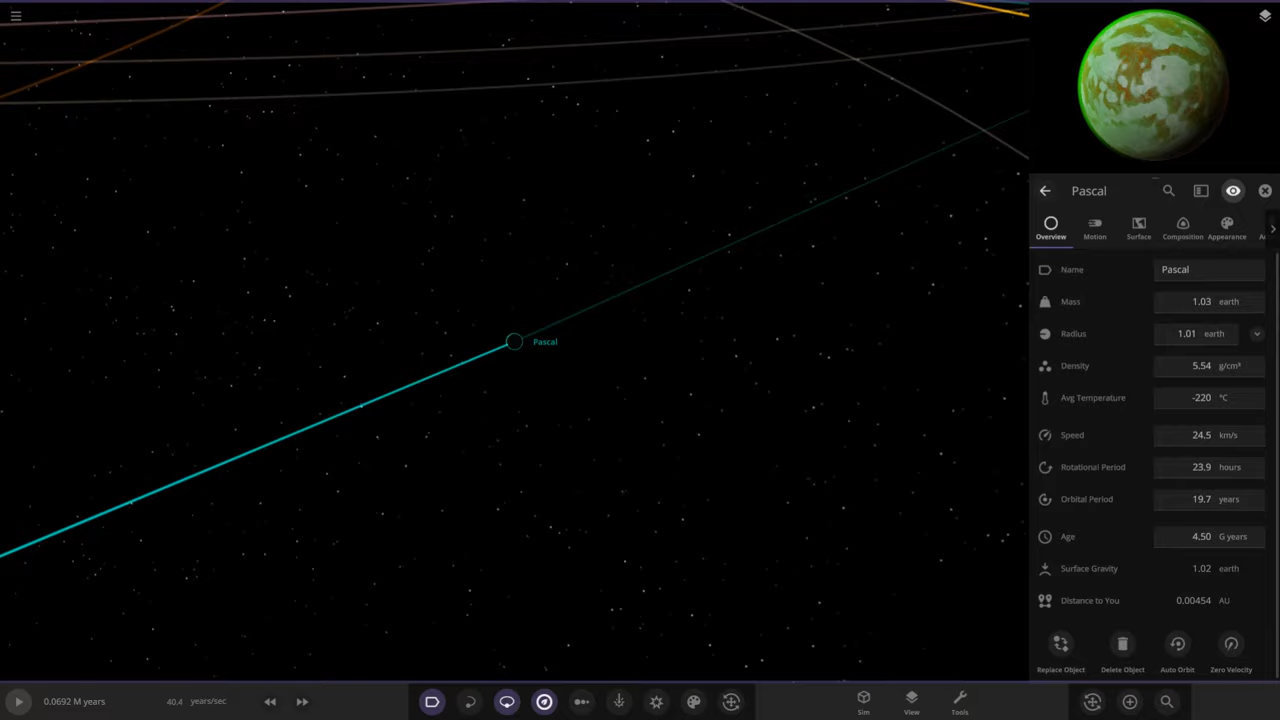 Pascal
Pascal
Overview
Motion
Surface
Composition
Appearance
Name
Pascal
Mass
1.03 earth
Radius
1.01 earth
Density
5.54 g/cm³
Avg Temperature
-220 °C
Speed
24.5 km/s
Rotational Period
23.9 hours
Orbital Period
19.7 years
Age
4.50 G years
Surface Gravity
1.02 earth
Distance to You
0.00454 AU
Replace Object
Delete Object
Auto Orbit
Zero Velocity
0.0692 M years
40.4 years/sec
Sim
View
Tools